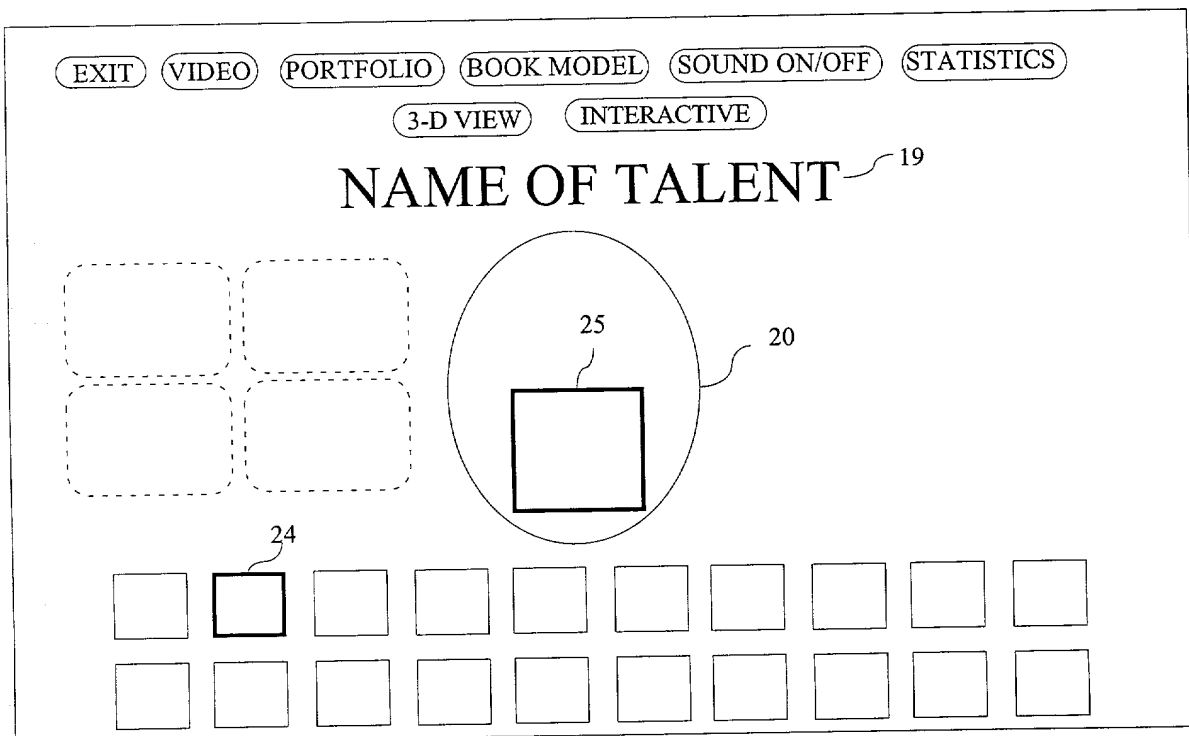 EXIT VIDEO PORTFOLIO BOOK MODEL SOUND ON/OFF STATISTICS
3-D VIEW INTERACTIVE
NAME OF TALENT 19
25
20
24